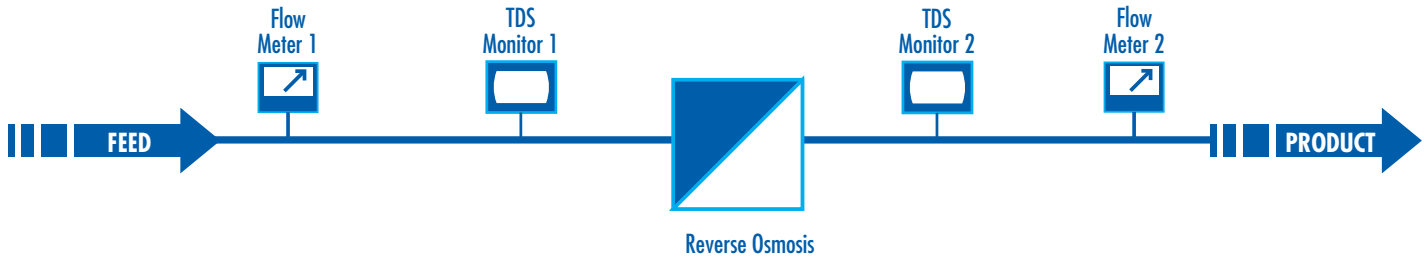 Flow
Meter 1
TDS
Monitor 1
TDS
Monitor 2
Flow
Meter 2
FEED
PRODUCT
Reverse Osmosis